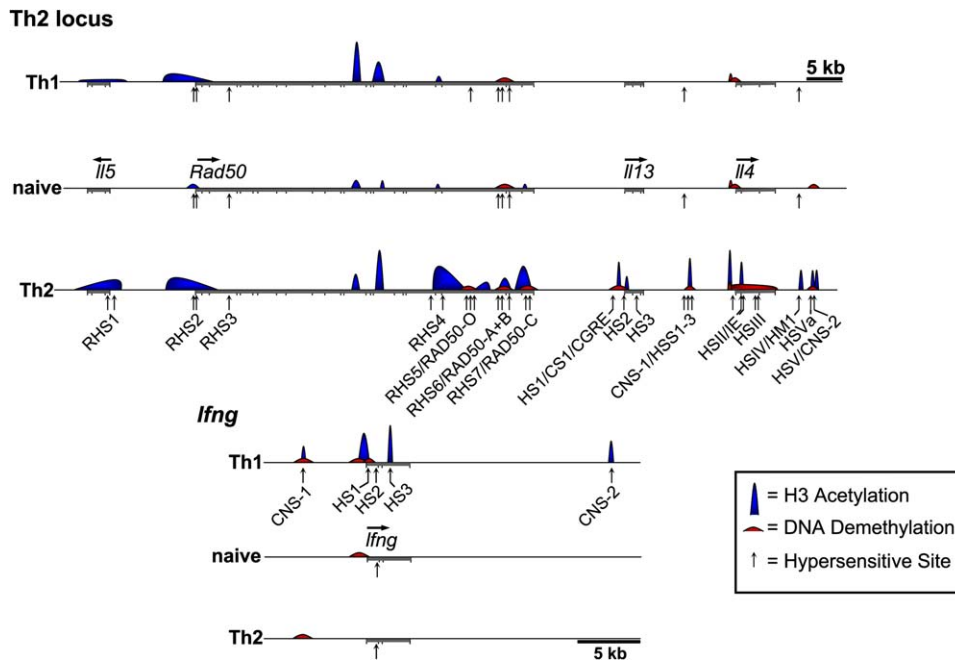 Th2 locus
Th1
5 kb
Il5
Rad50
Il13
Il4
naive
Th2
RHS1
RHS2
RHS3
RHS4
RHS5/RAD50-O
RHS6/RAD50-A+B
RHS7/RAD50-C
HS1/CS1/CGRE
HS2
HS3
CNS-1/HSS1-3
HSII/IE
HSIII
HSIV/HM1
HSVa
HSV/CNS-2
Ifng
Th1
CNS-1
HS1
HS2
HS3
CNS-2
= H3 Acetylation
= DNA Demethylation
= Hypersensitive Site
Ifng
naive
Th2
5 kb